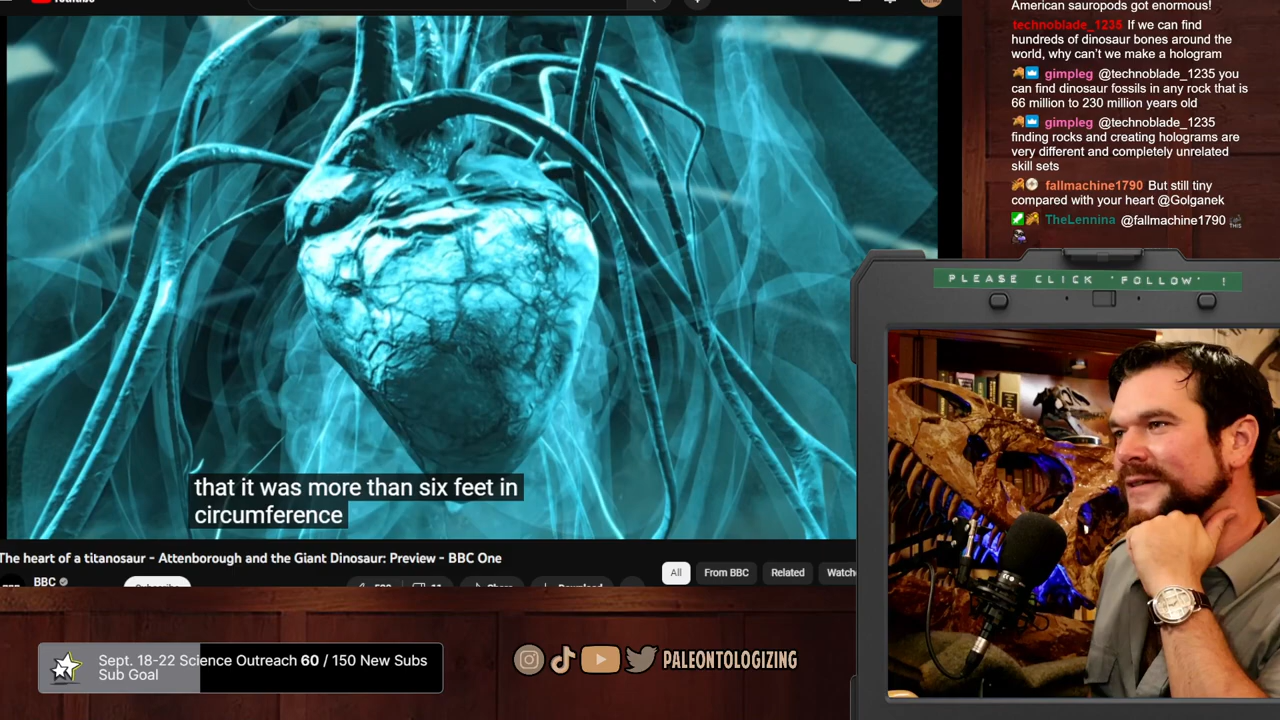 that it was more than six feet in
circumference
The heart of a titanosaur - Attenborough and the Giant Dinosaur: Preview - BBC One
BBC
All
From BBC
Related
Sept. 18-22 Science Outreach 60 / 150 New Subs
Sub Goal
PALEONTOLOGIZING
American sauropods got enormous!
technoblade_1235 If we can find
hundreds of dinosaur bones around the
world, why can't we make a hologram
gimpleg @technoblade_1235 you
can find dinosaur fossils in any rock that is
66 million to 230 million years old
gimpleg @technoblade_1235
finding rocks and creating holograms are
very different and completely unrelated
skill sets
fallmachine1790 But still tiny
compared with your heart @Golganek
TheLennina @fallmachine1790
THIS
PLEASE CLICK 'FOLLOW' !